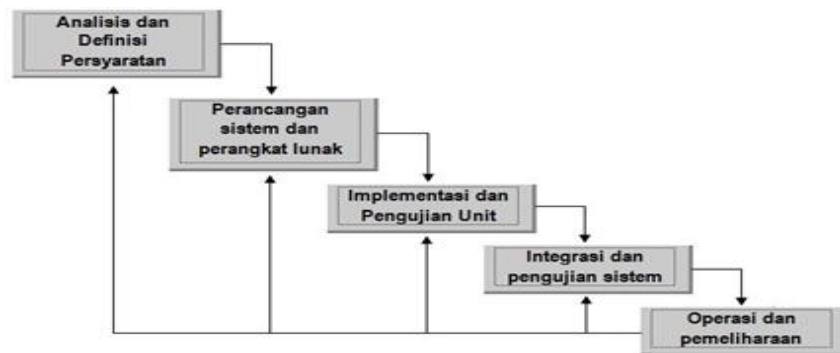 Analisis dan
Definisi
Persyaratan
Perancangan
sistem dan
perangkat lunak
Implementasi dan
Pengujian Unit
Integrasi dan
pengujian sistem
Operasi dan
pemeliharaan